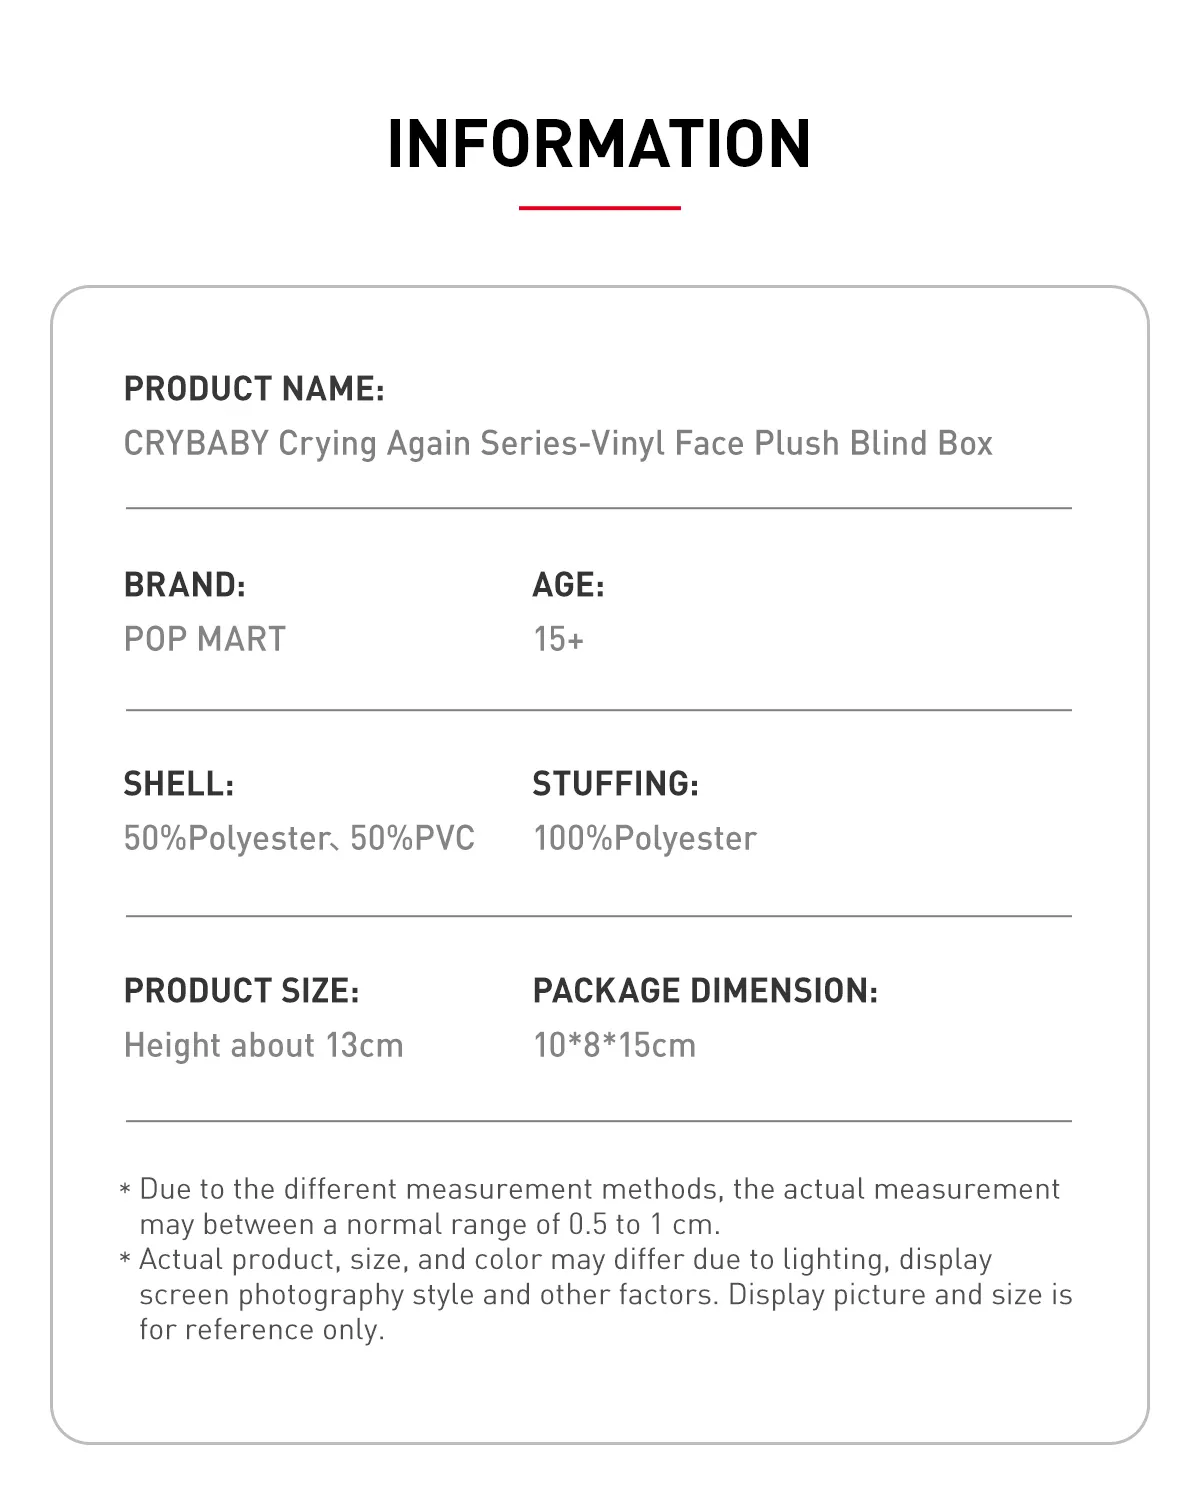 INFORMATION
PRODUCT NAME:
CRYBABY Crying Again Series-Vinyl Face Plush Blind Box
BRAND:
POP MART
AGE:
15+
SHELL:
50%Polyester、50%PVC
STUFFING:
100%Polyester
PRODUCT SIZE:
Height about 13cm
PACKAGE DIMENSION:
10*8*15cm
* Due to the different measurement methods, the actual measurement
may between a normal range of 0.5 to 1 cm.
* Actual product, size, and color may differ due to lighting, display
screen photography style and other factors. Display picture and size is
for reference only.